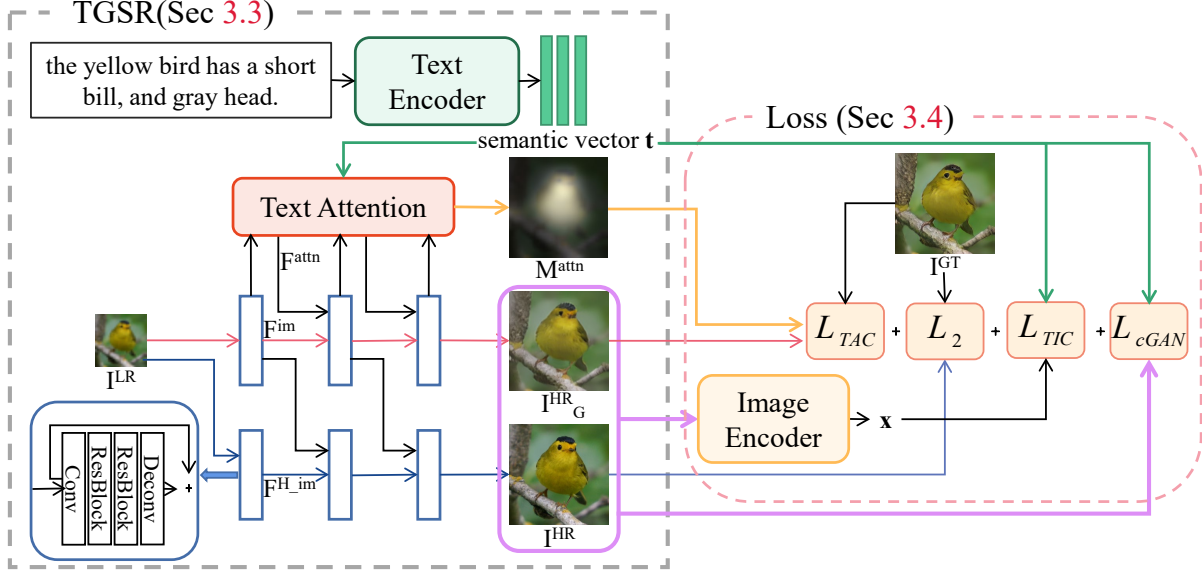 TGSR(Sec 3.3)
the yellow bird has a short
bill, and gray head.
Text
Encoder
semantic vector t
Loss (Sec 3.4)
Text Attention
F^attn
M^attn
I^GT
F^im
I^LR
L_TAC + L_2 + L_TIC + L_cGAN
I^HR_G
Image
Encoder
x
Conv
ResBlock
ResBlock
Deconv
+
F^H_im
I^HR